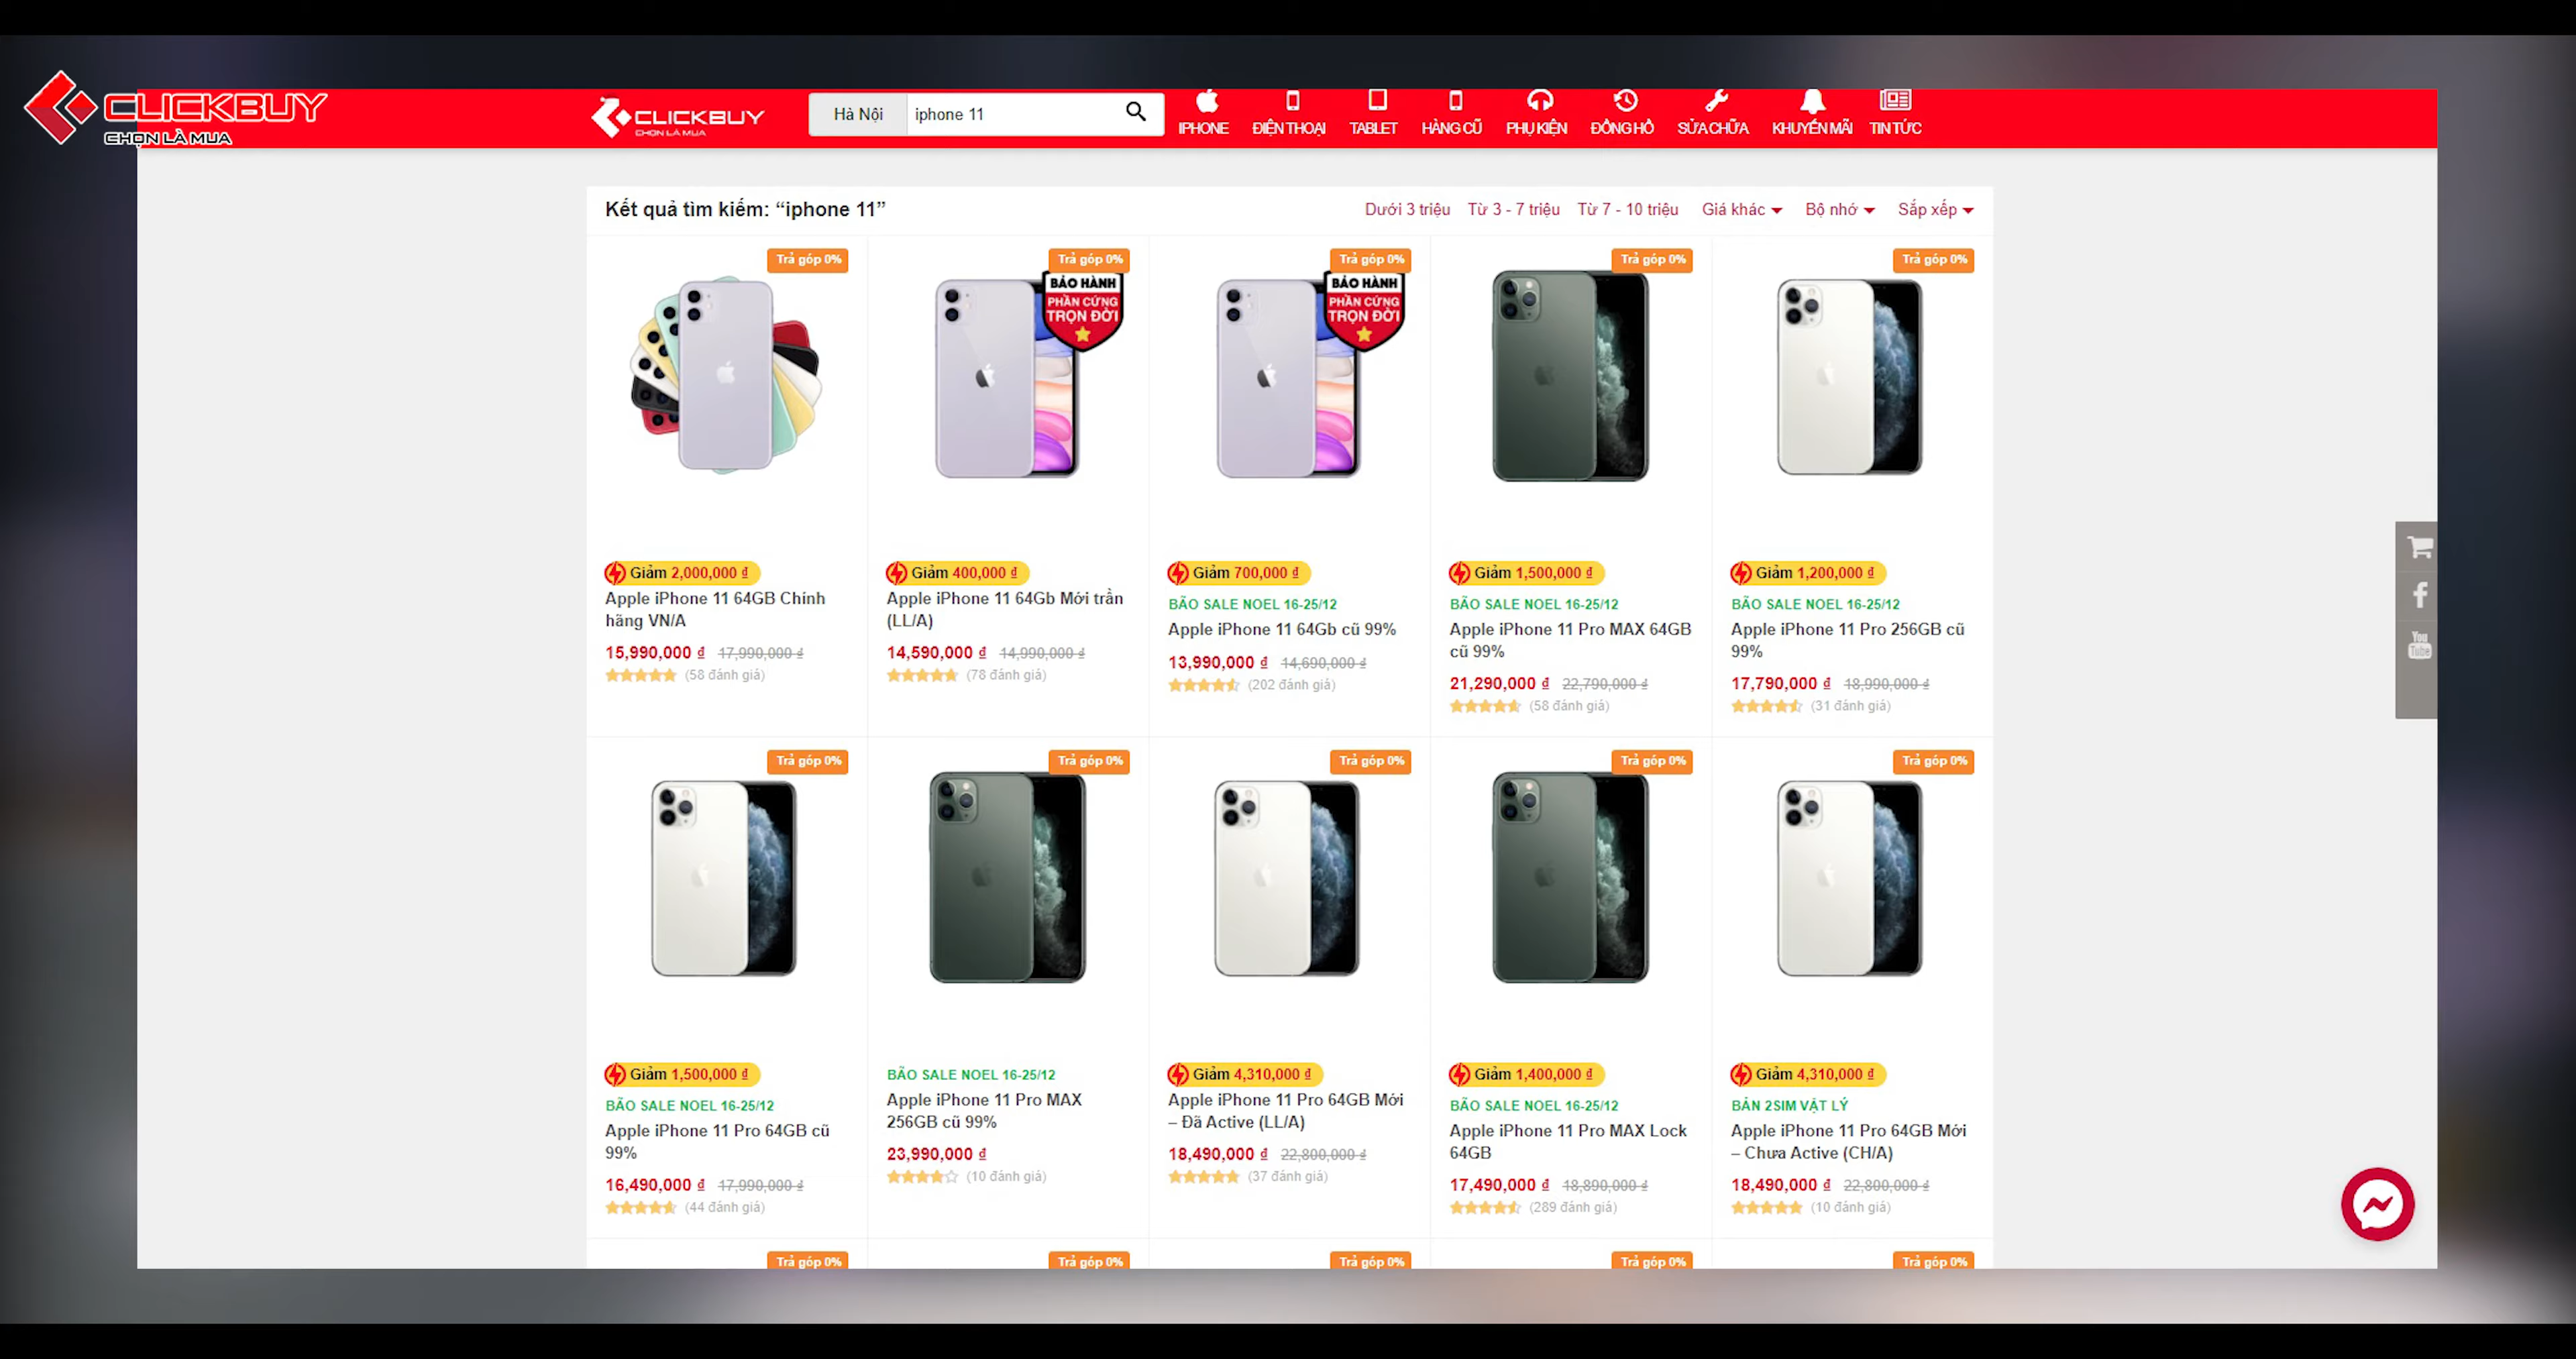 CLICKBUY
CHỌN LÀ MUA
CLICKBUY
CHỌN LÀ MUA
Hà Nội
iphone 11
IPHONE
ĐIỆN THOẠI
TABLET
HÀNG CŨ
PHỤ KIỆN
ĐỒNG HỒ
SỬA CHỮA
KHUYẾN MÃI
TIN TỨC
Kết quả tìm kiếm: “iphone 11”
Dưới 3 triệu
Từ 3 - 7 triệu
Từ 7 - 10 triệu
Giá khác
Bộ nhớ
Sắp xếp
Trả góp 0%
Giảm 2,000,000 ₫
Apple iPhone 11 64GB Chính
hãng VN/A
15,990,000 ₫ 17,990,000 ₫
(58 đánh giá)
Trả góp 0%
BẢO HÀNH
PHẦN CỨNG
TRỌN ĐỜI
Giảm 400,000 ₫
Apple iPhone 11 64Gb Mới trần
(LL/A)
14,590,000 ₫ 14,990,000 ₫
(78 đánh giá)
Trả góp 0%
BẢO HÀNH
PHẦN CỨNG
TRỌN ĐỜI
Giảm 700,000 ₫
BÃO SALE NOEL 16-25/12
Apple iPhone 11 64Gb cũ 99%
13,990,000 ₫ 14,690,000 ₫
(202 đánh giá)
Trả góp 0%
Giảm 1,500,000 ₫
BÃO SALE NOEL 16-25/12
Apple iPhone 11 Pro MAX 64GB
cũ 99%
21,290,000 ₫ 22,790,000 ₫
(58 đánh giá)
Trả góp 0%
Giảm 1,200,000 ₫
BÃO SALE NOEL 16-25/12
Apple iPhone 11 Pro 256GB cũ
99%
17,790,000 ₫ 18,990,000 ₫
(31 đánh giá)
You
Tube
Trả góp 0%
Giảm 1,500,000 ₫
BÃO SALE NOEL 16-25/12
Apple iPhone 11 Pro 64GB cũ
99%
16,490,000 ₫ 17,990,000 ₫
(44 đánh giá)
Trả góp 0%
BÃO SALE NOEL 16-25/12
Apple iPhone 11 Pro MAX
256GB cũ 99%
23,990,000 ₫
(10 đánh giá)
Trả góp 0%
Giảm 4,310,000 ₫
Apple iPhone 11 Pro 64GB Mới
– Đã Active (LL/A)
18,490,000 ₫ 22,800,000 ₫
(37 đánh giá)
Trả góp 0%
Giảm 1,400,000 ₫
BÃO SALE NOEL 16-25/12
Apple iPhone 11 Pro MAX Lock
64GB
17,490,000 ₫ 18,890,000 ₫
(289 đánh giá)
Trả góp 0%
Giảm 4,310,000 ₫
BẢN 2SIM VẬT LÝ
Apple iPhone 11 Pro 64GB Mới
– Chưa Active (CH/A)
18,490,000 ₫ 22,800,000 ₫
(10 đánh giá)
Trả góp 0%
Trả góp 0%
Trả góp 0%
Trả góp 0%
Trả góp 0%